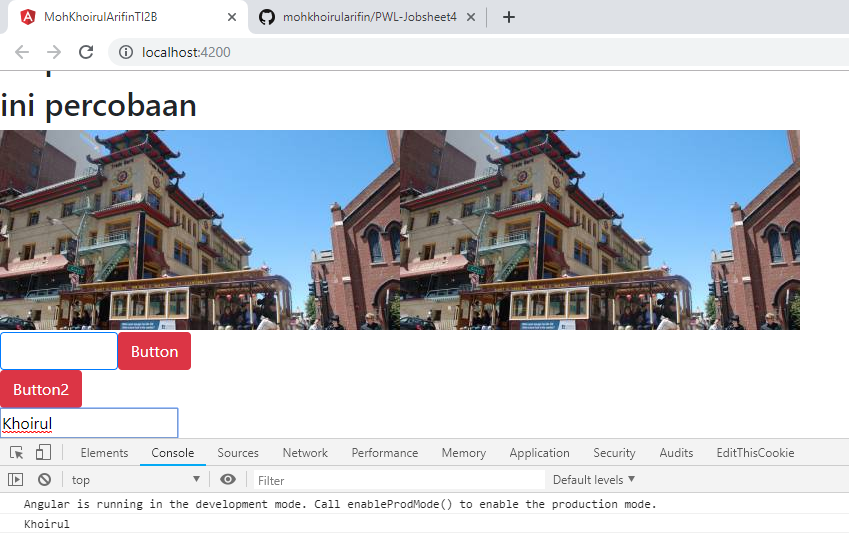 MohKhoirulArifinTI2B
mohkhoirularifin/PWL-Jobsheet4
localhost:4200
ini percobaan
Button
Button2
Khoirul
Elements Console Sources Network Performance Memory Application Security Audits EditThisCookie
top Filter Default levels
Angular is running in the development mode. Call enableProdMode() to enable the production mode.
Khoirul